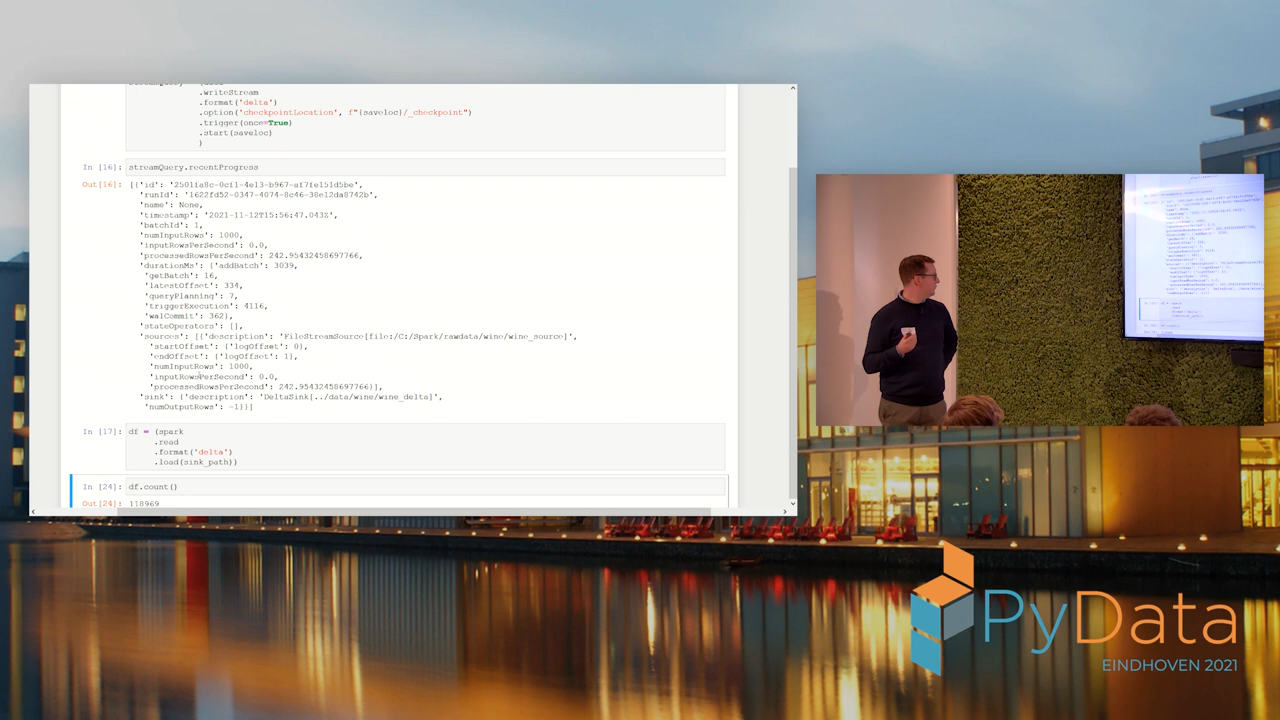 .writeStream
.format('delta')
.option('checkpointLocation', f"{saveloc}/_checkpoint")
.trigger(once=True)
.start(saveloc)
)
In [16]: streamQuery.recentProgress
Out[16]: [{'id': '2501fa8c-0cf1-4e13-b967-af7fe151d5be',
'runId': '1622fd52-0347-4074-8c46-38e12da8742b',
'name': None,
'timestamp': '2021-11-12T15:56:47.043Z',
'batchId': 1,
'numInputRows': 1000,
'inputRowsPerSecond': 0.0,
'processedRowsPerSecond': 242.95432458697766,
'durationMs': {'addBatch': 3039,
'getBatch': 16,
'latestOffset': 334,
'queryPlanning': 7,
'triggerExecution': 4116,
'walCommit': 362},
'stateOperators': [],
'sources': [{'description': 'FileStreamSource[file:/C:/Spark/rawdata/wine/wine_source]',
'startOffset': {'logOffset': 0},
'endOffset': {'logOffset': 1},
'numInputRows': 1000,
'inputRowsPerSecond': 0.0,
'processedRowsPerSecond': 242.95432458697766}],
'sink': {'description': 'DeltaSink[../data/wine/wine_delta]',
'numOutputRows': -1}}]
In [17]: df = (spark
.read
.format('delta')
.load(sink_path))
In [24]: df.count()
Out[24]: 118969
PyData
EINDHOVEN 2021